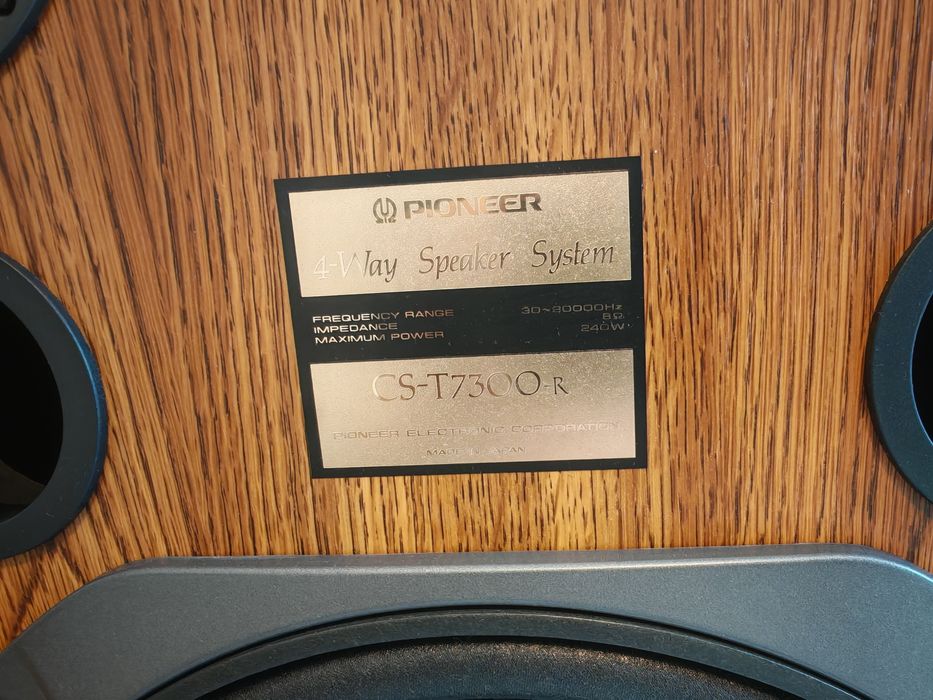 PIONEER
4-Way Speaker System
FREQUENCY RANGE 30~20000Hz
IMPEDANCE 8Ω
MAXIMUM POWER 240W
CS-T7300-R
PIONEER ELECTRONIC CORPORATION
MADE IN JAPAN